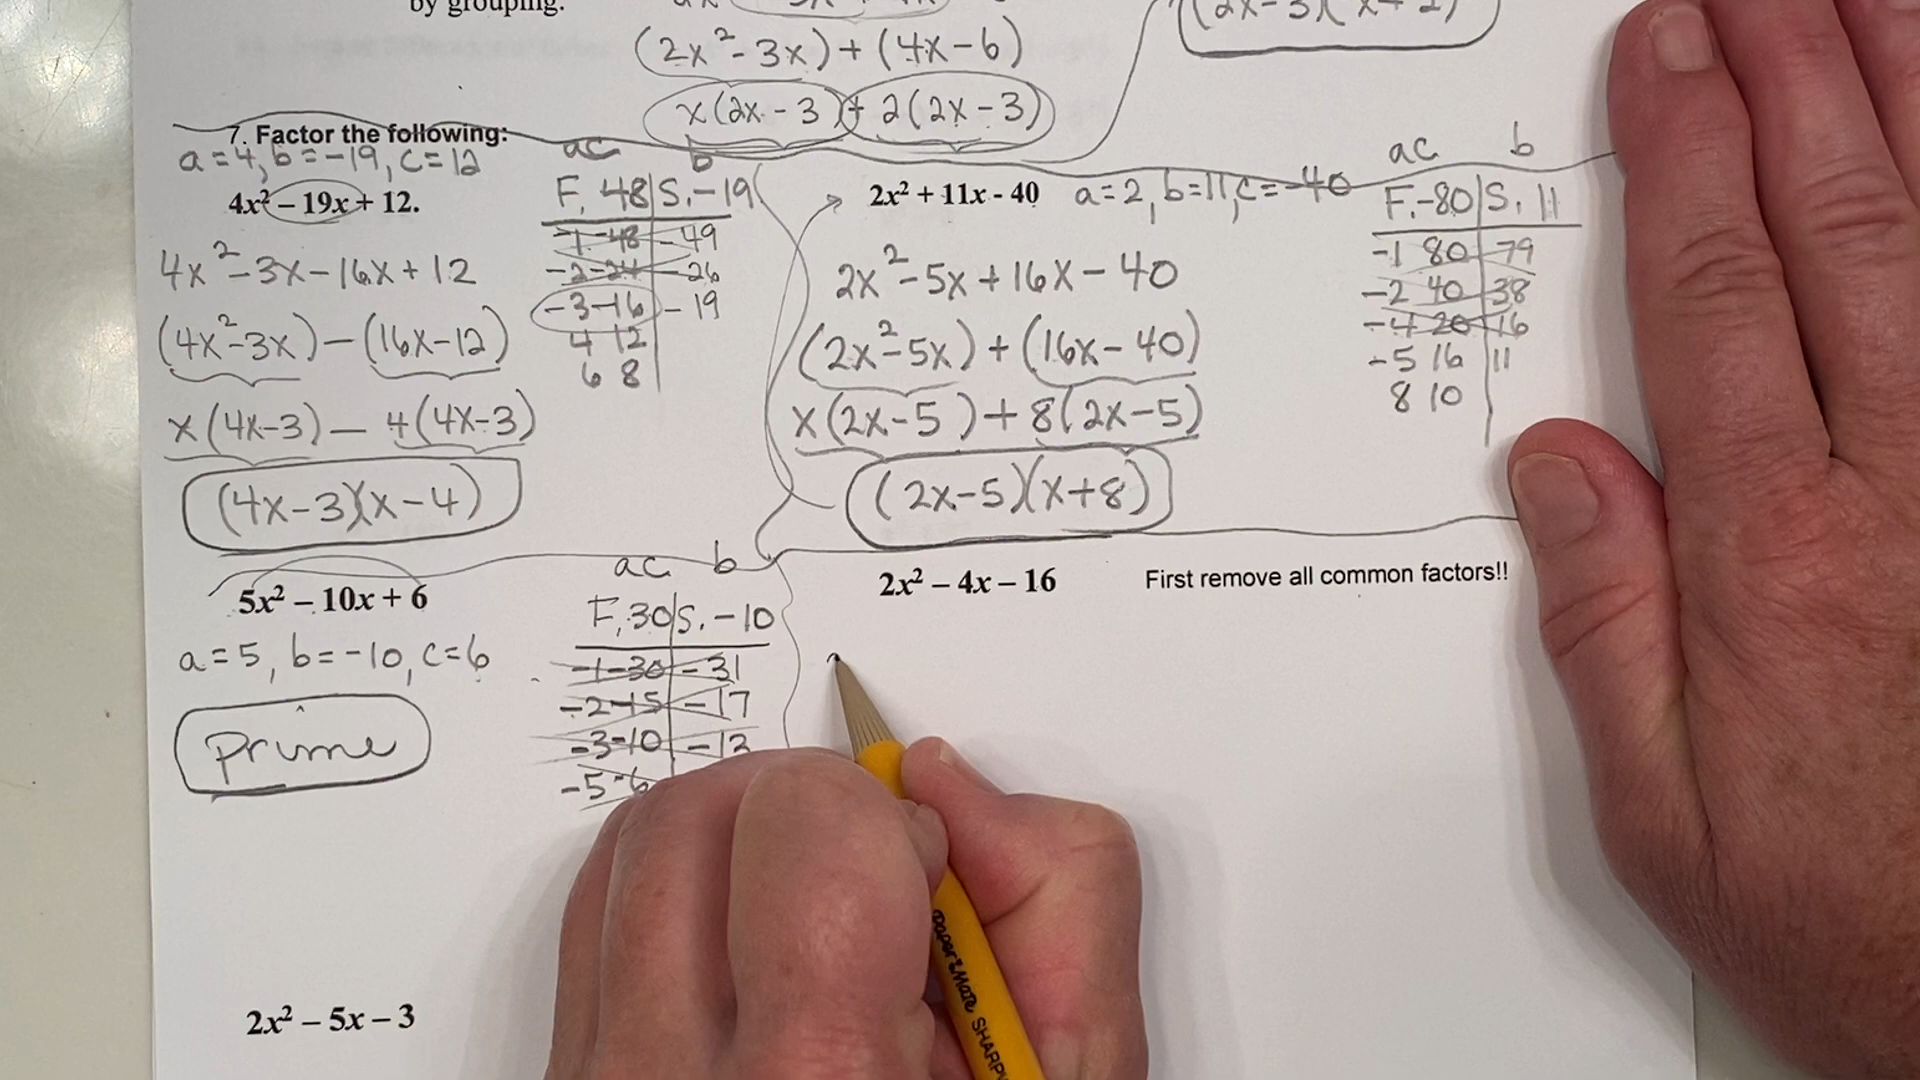 by grouping.
(2x² - 3x) + (4x - 6)
x(2x - 3) + 2(2x - 3)
(2x - 3)(x + 2)
7. Factor the following:
a = 4, b = -19, c = 12
4x² – 19x + 12.
ac b
F. 48 | S. -19
-1 -48 | -49
-2 -24 | -26
-3 -16 | -19
4 12
6 8
4x² - 3x - 16x + 12
(4x² - 3x) - (16x - 12)
x(4x - 3) - 4(4x - 3)
(4x - 3)(x - 4)
2x² + 11x - 40
a = 2, b = 11, c = -40
ac b
F. -80 | S. 11
-1 80 | 79
-2 40 | 38
-4 20 | 16
-5 16 | 11
8 10
2x² - 5x + 16x - 40
(2x² - 5x) + (16x - 40)
x(2x - 5) + 8(2x - 5)
(2x - 5)(x + 8)
5x² – 10x + 6
a = 5, b = -10, c = 6
prime
ac b
F. 30 | S. -10
-1 -30 | -31
-2 -15 | -17
-3 -10 | -13
-5 -6
2x² – 4x – 16
First remove all common factors!!
2x² – 5x – 3
Paper Mate SHARPW